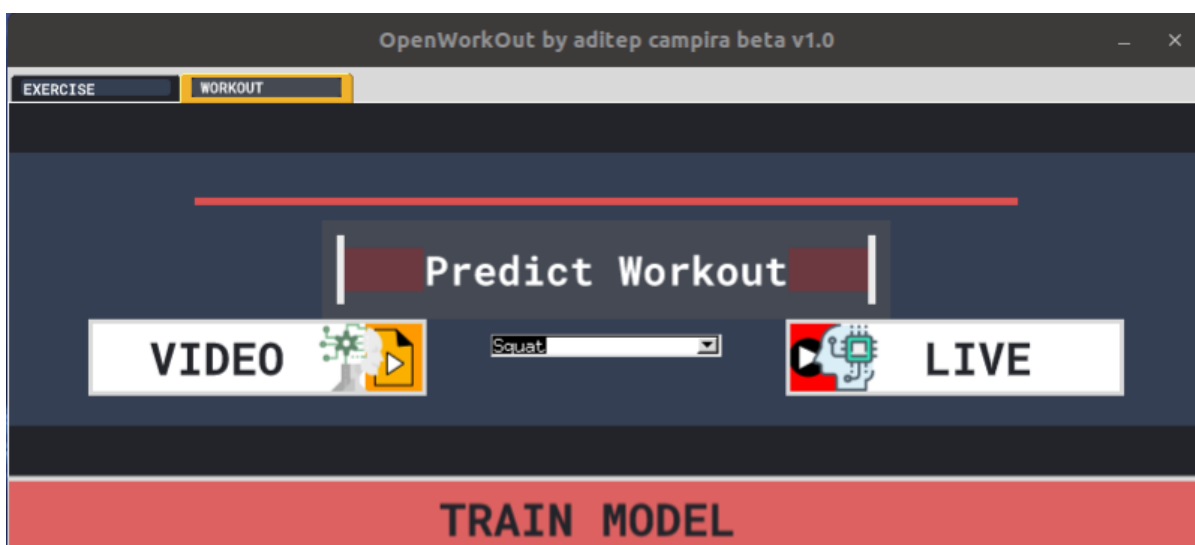 OpenWorkOut by aditep campira beta v1.0
EXERCISE WORKOUT
Predict Workout
VIDEO Squat LIVE
TRAIN MODEL